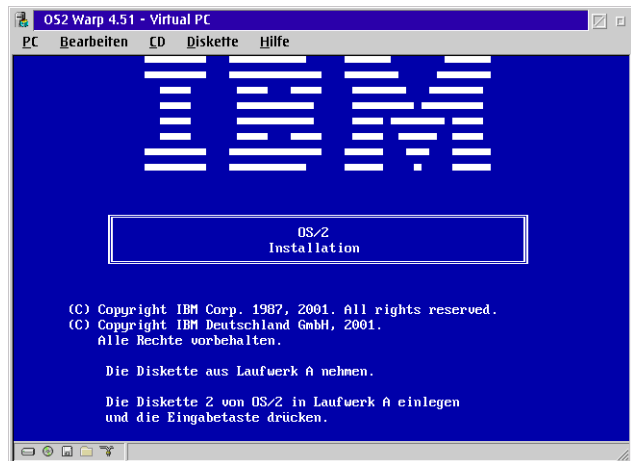 OS2 Warp 4.51 - Virtual PC
PC Bearbeiten CD Diskette Hilfe
IBM
OS/2
Installation
(C) Copyright IBM Corp. 1987, 2001. All rights reserved.
(C) Copyright IBM Deutschland GmbH, 2001.
Alle Rechte vorbehalten.
Die Diskette aus Laufwerk A nehmen.
Die Diskette 2 von OS/2 in Laufwerk A einlegen
und die Eingabetaste drücken.